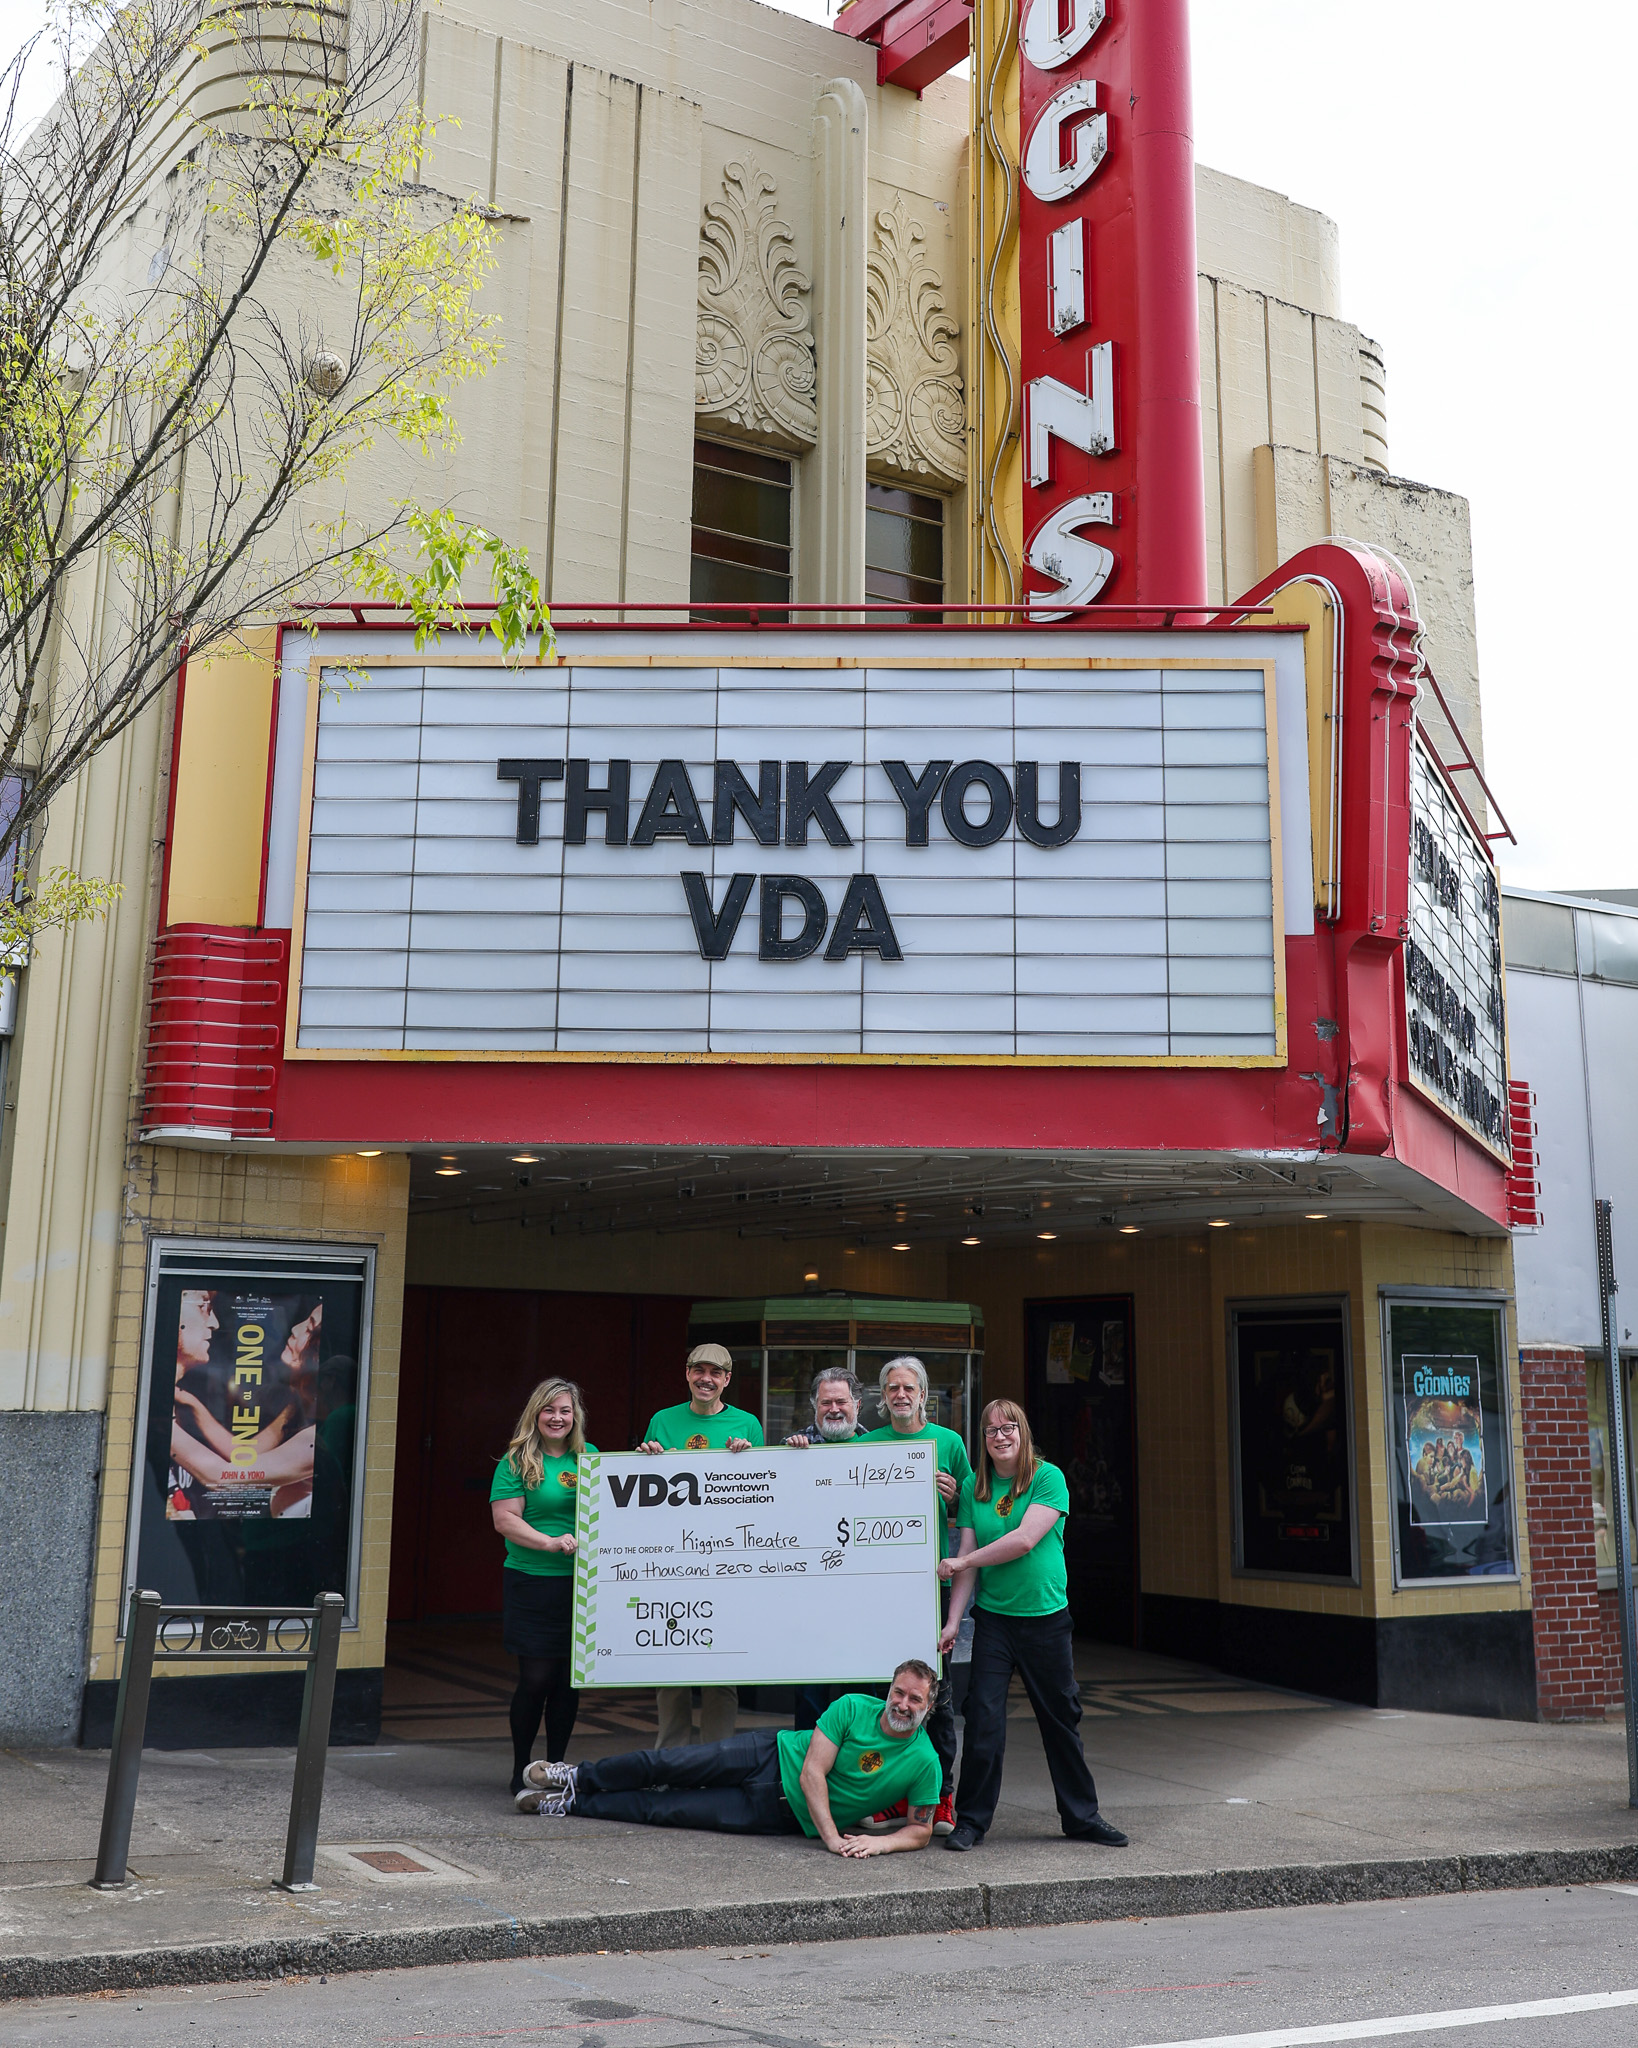 GGINS
THANK YOU
VDA
ONE TO ONE
JOHN & YOKO
THE
GOONIES
1000
VDA
VANCOUVER'S
DOWNTOWN
ASSOCIATION
DATE 4/28/25
PAY TO THE ORDER OF Kiggins Theatre $ 2,000 00
Two thousand zero dollars 00/100
BRICKS
&
CLICKS
FOR